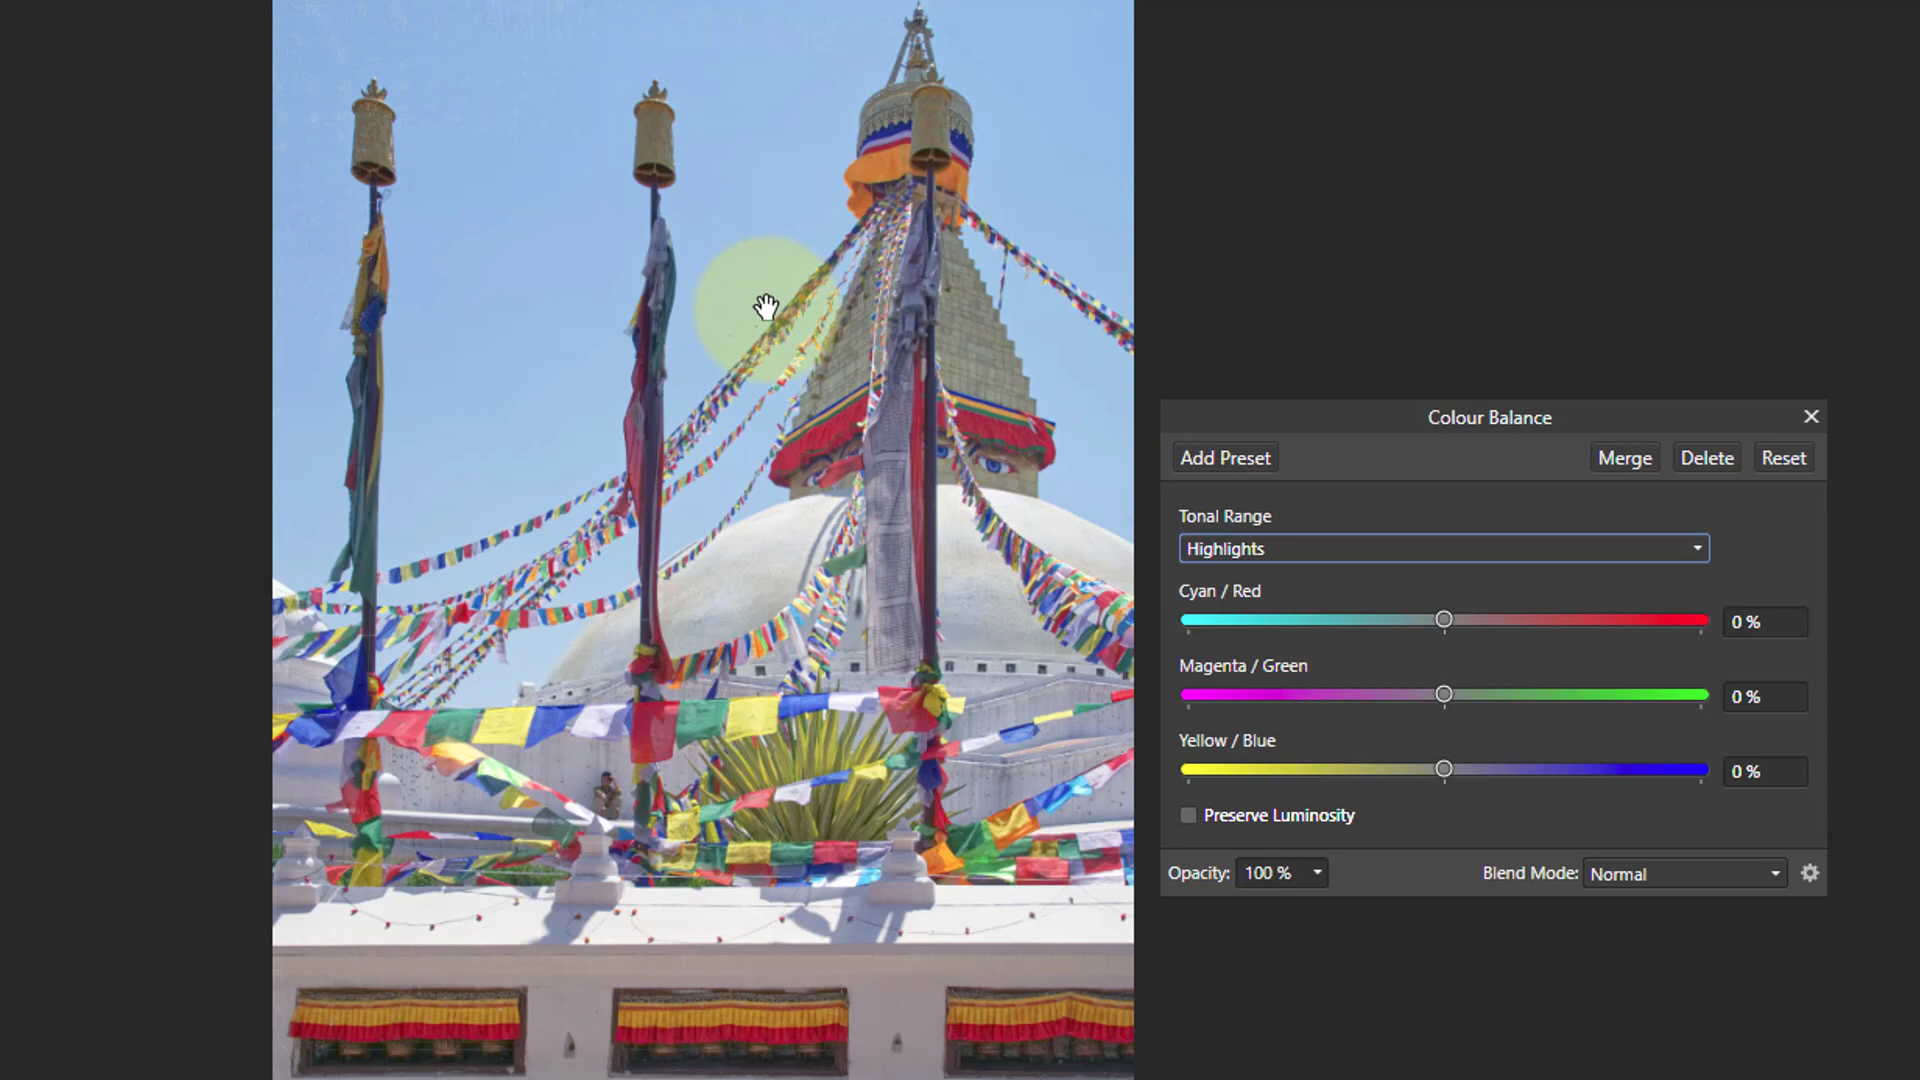 Colour Balance
Add Preset
Merge
Delete
Reset
Tonal Range
Highlights
Cyan / Red
0 %
Magenta / Green
0 %
Yellow / Blue
0 %
Preserve Luminosity
Opacity:
100 %
Blend Mode:
Normal